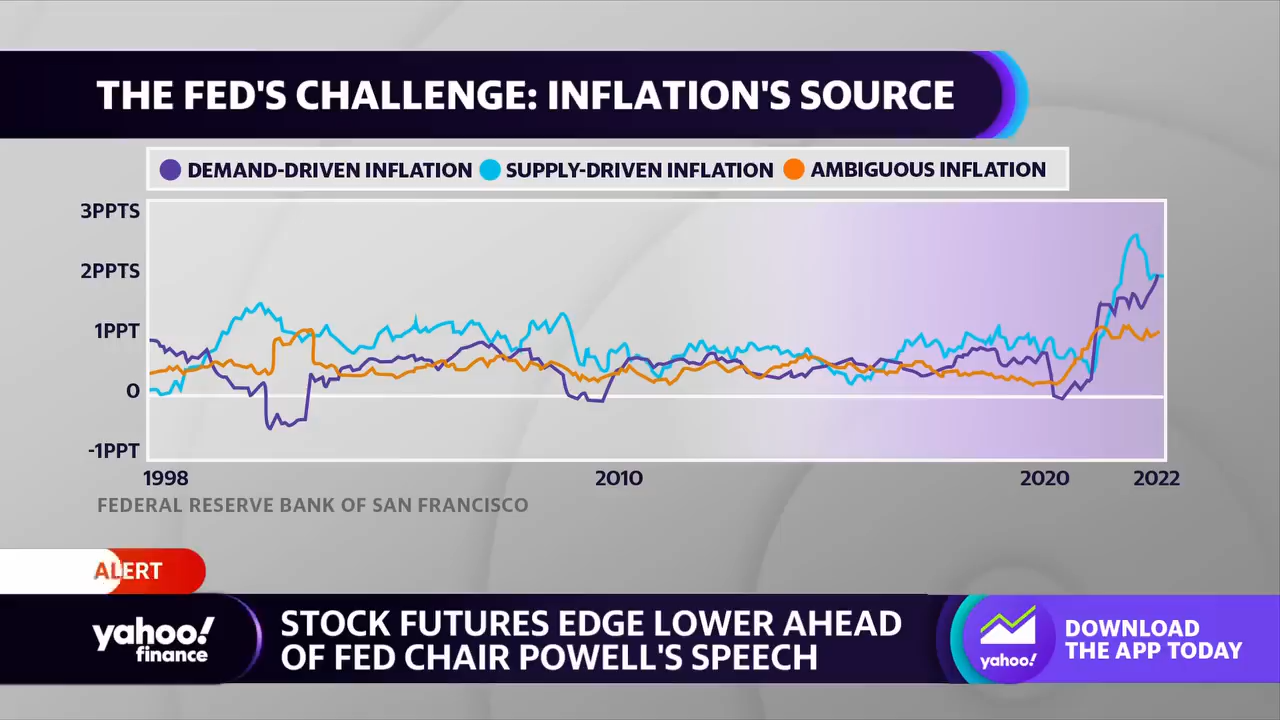 THE FED'S CHALLENGE: INFLATION'S SOURCE
DEMAND-DRIVEN INFLATION SUPPLY-DRIVEN INFLATION AMBIGUOUS INFLATION
3PPTS
2PPTS
1PPT
0
-1PPT
1998 2010 2020 2022
FEDERAL RESERVE BANK OF SAN FRANCISCO
ALERT
yahoo!
finance
STOCK FUTURES EDGE LOWER AHEAD
OF FED CHAIR POWELL'S SPEECH
yahoo!
DOWNLOAD
THE APP TODAY